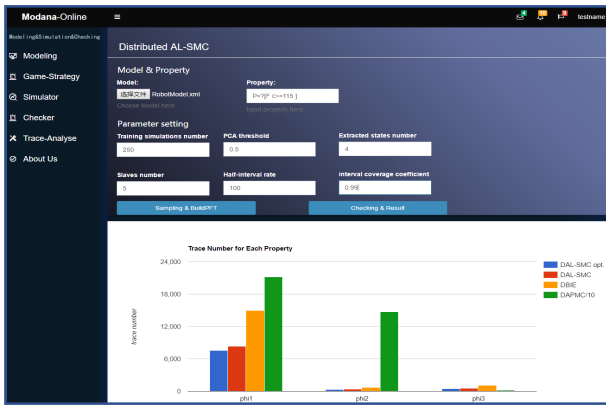 Modana-Online
testname
Modeling&Simulation&Checking
Modeling
Game-Strategy
Simulator
Checker
Trace-Analyse
About Us
Distributed AL-SMC
Model & Property
Model: Property:
选择文件 RobotModel.xml P=?[F c>=115 ]
Choose Model here Input property here
Parameter setting
Training simulations number PCA threshold Extracted states number
250 0.5 4
Slaves number Half-interval rate interval coverage coefficient
5 100 0.99
Sampling & BuildPFT Checking & Result
Trace Number for Each Property
trace number
24,000
18,000
12,000
6,000
0
phi1 phi2 phi3
DAL-SMC opt
DAL-SMC
DBIE
DAPMC/10